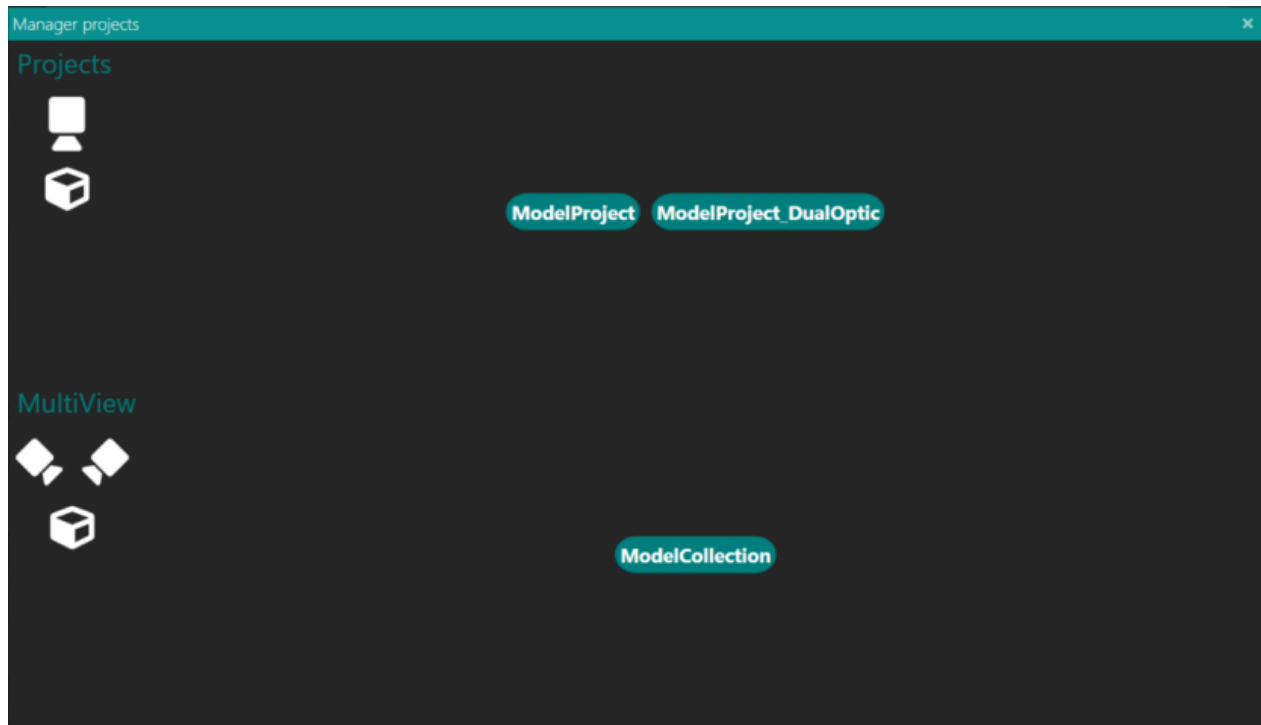 Manager projects
Projects
ModelProject ModelProject_DualOptic
MultiView
ModelCollection